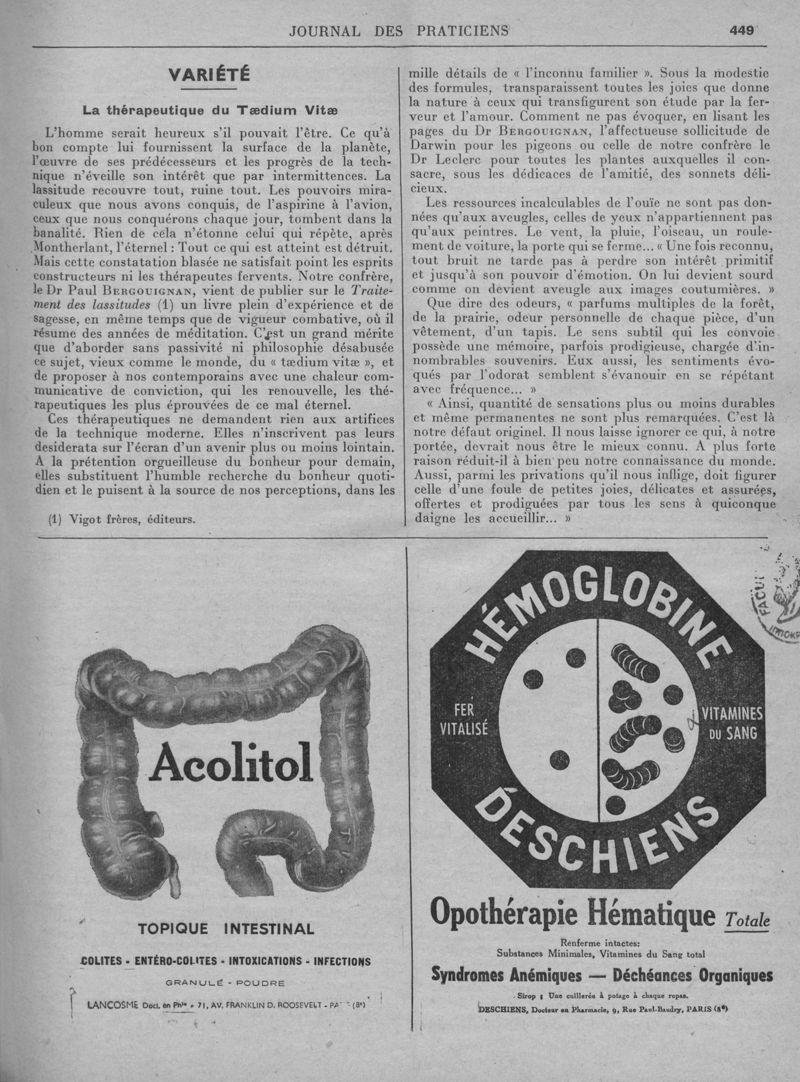 JOURNAL DES PRATICIENS 449
VARIÉTÉ
La thérapeutique du Tædium Vitæ
L'homme serait heureux s'il pouvait l'être. Ce qu'à
bon compte lui fournissent la surface de la planète,
l'œuvre de ses prédécesseurs et les progrès de la tech-
nique n'éveille son intérêt que par intermittences. La
lassitude recouvre tout, ruine tout. Les pouvoirs mira-
culeux que nous avons conquis, de l'aspirine à l'avion,
ceux que nous conquérons chaque jour, tombent dans la
banalité. Rien de cela n'étonne celui qui répète, après
Montherlant, l'éternel : Tout ce qui est atteint est détruit.
Mais cette constatation blasée ne satisfait point les esprits
constructeurs ni les thérapeutes fervents. Notre confrère,
le Dr Paul BERGOUIGNAN, vient de publier sur le Traite-
ment des lassitudes (1) un livre plein d'expérience et de
sagesse, en même temps que de vigueur combative, où il
résume des années de méditation. C'est un grand mérite
que d'aborder sans passivité ni philosophie désabusée
ce sujet, vieux comme le monde, du « tædium vitæ », et
de proposer à nos contemporains avec une chaleur com-
municative de conviction, qui les renouvelle, les thé-
rapeutiques les plus éprouvées de ce mal éternel.
Ces thérapeutiques ne demandent rien aux artifices
de la technique moderne. Elles n'inscrivent pas leurs
desiderata sur l'écran d'un avenir plus ou moins lointain.
A la prétention orgueilleuse du bonheur pour demain,
elles substituent l'humble recherche du bonheur quoti-
dien et le puisent à la source de nos perceptions, dans les
(1) Vigot frères, éditeurs.
mille détails de « l'inconnu familier ». Sous la modestie
des formules, transparaissent toutes les joies que donne
la nature à ceux qui transfigurent son étude par la fer-
veur et l'amour. Comment ne pas évoquer, en lisant les
pages du Dr BERGOUIGNAN, l'affectueuse sollicitude de
Darwin pour les pigeons ou celle de notre confrère le
Dr Leclerc pour toutes les plantes auxquelles il con-
sacre, sous les dédicaces de l'amitié, des sonnets déli-
cieux.
Les ressources incalculables de l'ouïe ne sont pas don-
nées qu'aux aveugles, celles de yeux n'appartiennent pas
qu'aux peintres. Le vent, la pluie, l'oiseau, un roule-
ment de voiture, la porte qui se ferme... « Une fois reconnu,
tout bruit ne tarde pas à perdre son intérêt primitif
et jusqu'à son pouvoir d'émotion. On lui devient sourd
comme on devient aveugle aux images coutumières. »
Que dire des odeurs, « parfums multiples de la forêt,
de la prairie, odeur personnelle de chaque pièce, d'un
vêtement, d'un tapis. Le sens subtil qui les convoie
possède une mémoire, parfois prodigieuse, chargée d'in-
nombrables souvenirs. Eux aussi, les sentiments évo-
qués par l'odorat semblent s'évanouir en se répétant
avec fréquence... »
« Ainsi, quantité de sensations plus ou moins durables
et même permanentes ne sont plus remarquées. C'est là
notre défaut originel. Il nous laisse ignorer ce qui, à notre
portée, devrait nous être le mieux connu. A plus forte
raison réduit-il à bien peu notre connaissance du monde.
Aussi, parmi les privations qu'il nous inflige, doit figurer
celle d'une foule de petites joies, délicates et assurées,
offertes et prodiguées par tous les sens à quiconque
daigne les accueillir... »
Acolitol
TOPIQUE INTESTINAL
COLITES - ENTÉRO-COLITES - INTOXICATIONS - INFECTIONS
GRANULÉ - POUDRE
LANCOSME Doct. en Phie - 71, AV. FRANKLIN D. ROOSEVELT - (8e)
HÉMOGLOBINE
FER
VITALISÉ
VITAMINES
DU SANG
DESCHIENS
Opothérapie Hématique Totale
Renferme intactes:
Substances Minimales, Vitamines du Sang total
Syndromes Anémiques — Déchéances Organiques
Sirop : Une cuillerée à potage à chaque repas.
DESCHIENS, Docteur en Pharmacie, 9, Rue Paul-Baudry, PARIS (8e)